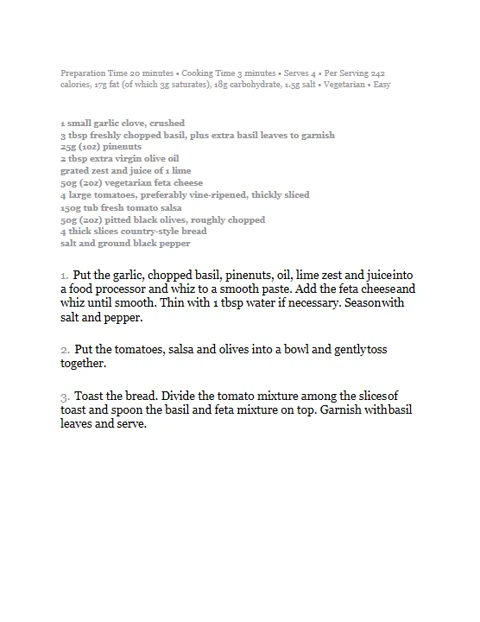 Preparation Time 20 minutes • Cooking Time 3 minutes • Serves 4 • Per Serving 242
calories, 17g fat (of which 3g saturates), 18g carbohydrate, 1.5g salt • Vegetarian • Easy
1 small garlic clove, crushed
3 tbsp freshly chopped basil, plus extra basil leaves to garnish
25g (1oz) pinenuts
2 tbsp extra virgin olive oil
grated zest and juice of 1 lime
50g (2oz) vegetarian feta cheese
4 large tomatoes, preferably vine-ripened, thickly sliced
150g tub fresh tomato salsa
50g (2oz) pitted black olives, roughly chopped
4 thick slices country-style bread
salt and ground black pepper
1. Put the garlic, chopped basil, pinenuts, oil, lime zest and juiceinto
a food processor and whiz to a smooth paste. Add the feta cheeseand
whiz until smooth. Thin with 1 tbsp water if necessary. Seasonwith
salt and pepper.
2. Put the tomatoes, salsa and olives into a bowl and gentlytoss
together.
3. Toast the bread. Divide the tomato mixture among the slicesof
toast and spoon the basil and feta mixture on top. Garnish withbasil
leaves and serve.